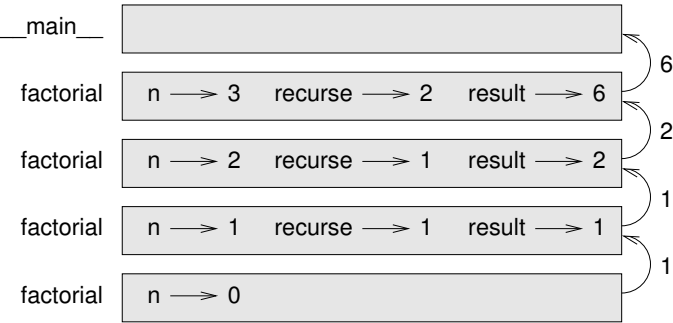 __main__
6
factorial n 3 recurse 2 result 6
2
factorial n 2 recurse 1 result 2
1
factorial n 1 recurse 1 result 1
1
factorial n 0